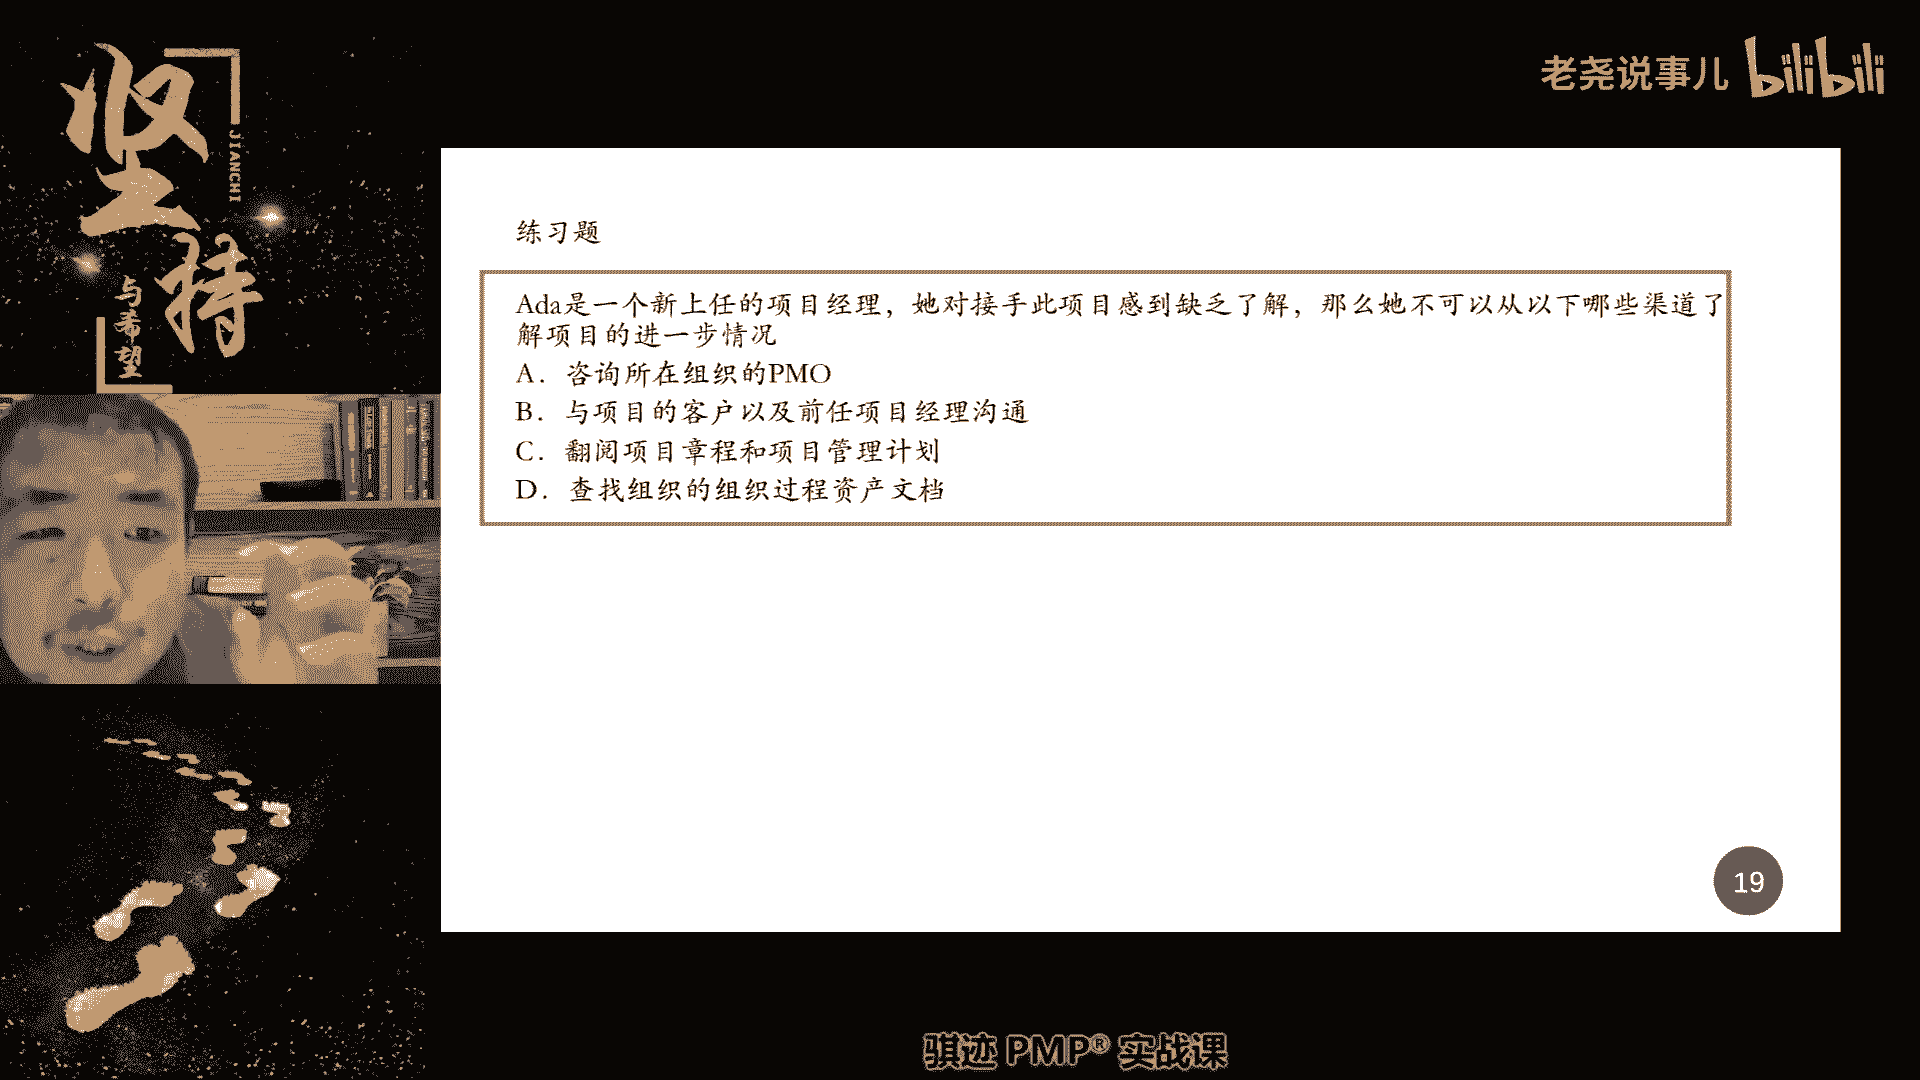 坚持
JIANCHI
与希望
老尧说事儿 bilibili
练习题
Ada是一个新上任的项目经理，她对接手此项目感到缺乏了解，那么她不可以从以下哪些渠道了
解项目的进一步情况
A. 咨询所在组织的PMO
B. 与项目的客户以及前任项目经理沟通
C. 翻阅项目章程和项目管理计划
D. 查找组织的组织过程资产文档
19
骐迹 PMP® 实战课